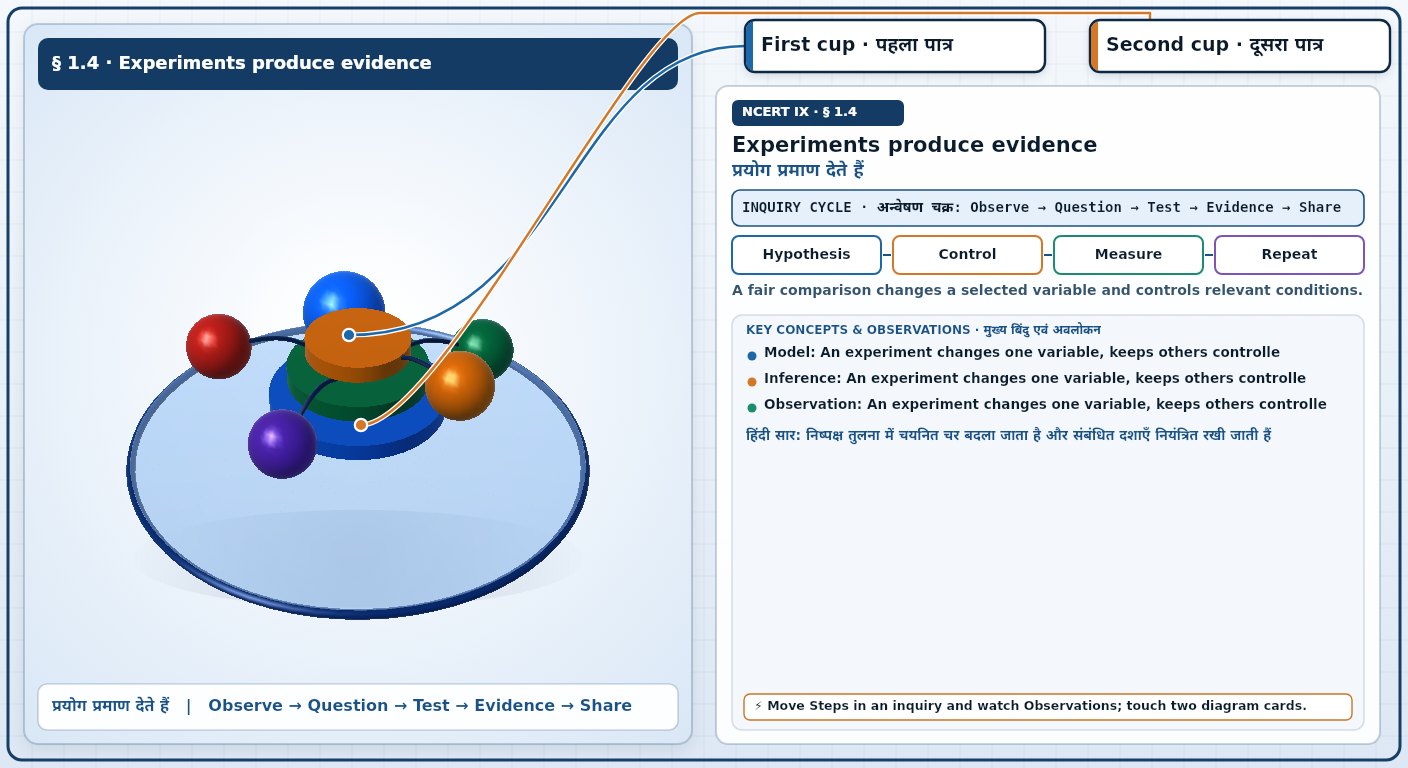 § 1.4 · Experiments produce evidence
First cup · पहला पात्र
Second cup · दूसरा पात्र
NCERT IX · § 1.4
Experiments produce evidence
प्रयोग प्रमाण देते हैं
INQUIRY CYCLE · अन्वेषण चक्र: Observe → Question → Test → Evidence → Share
Hypothesis
Control
Measure
Repeat
A fair comparison changes a selected variable and controls relevant conditions.
KEY CONCEPTS & OBSERVATIONS · मुख्य बिंदु एवं अवलोकन
Model: An experiment changes one variable, keeps others controlle
Inference: An experiment changes one variable, keeps others controlle
Observation: An experiment changes one variable, keeps others controlle
हिंदी सार: निष्पक्ष तुलना में चयनित चर बदला जाता है और संबंधित दशाएँ नियंत्रित रखी जाती हैं
⚡ Move Steps in an inquiry and watch Observations; touch two diagram cards.
प्रयोग प्रमाण देते हैं | Observe → Question → Test → Evidence → Share